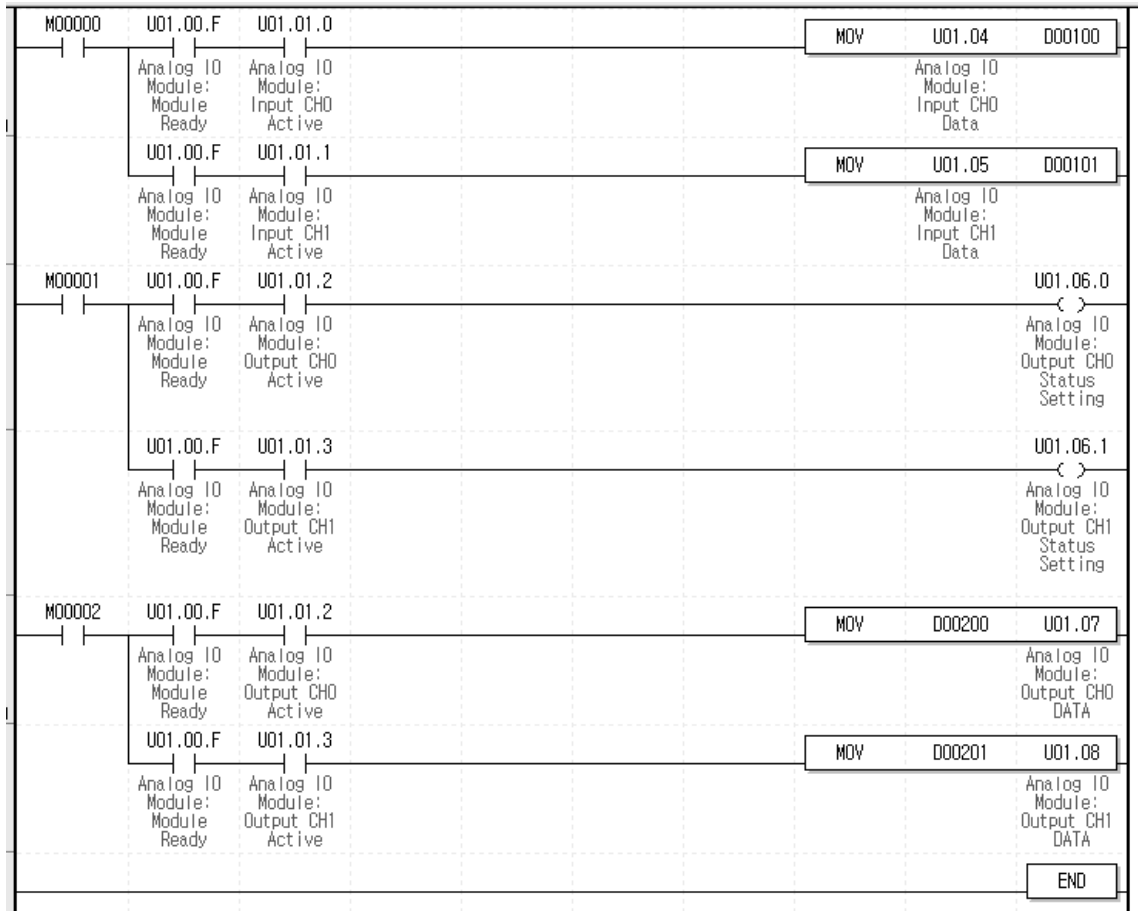 M00000 U01.00.F U01.01.0
MOV U01.04 D00100
Analog IO Analog IO Analog IO
Module: Module: Module:
Module Input CH0 Input CH0
Ready Active Data
U01.00.F U01.01.1
MOV U01.05 D00101
Analog IO Analog IO Analog IO
Module: Module: Module:
Module Input CH1 Input CH1
Ready Active Data
M00001 U01.00.F U01.01.2 U01.06.0
Analog IO Analog IO Analog IO
Module: Module: Module:
Module Output CH0 Output CH0
Ready Active Status
Setting
U01.00.F U01.01.3 U01.06.1
Analog IO Analog IO Analog IO
Module: Module: Module:
Module Output CH1 Output CH1
Ready Active Status
Setting
M00002 U01.00.F U01.01.2
MOV D00200 U01.07
Analog IO Analog IO Analog IO
Module: Module: Module:
Module Output CH0 Output CH0
Ready Active DATA
U01.00.F U01.01.3
MOV D00201 U01.08
Analog IO Analog IO Analog IO
Module: Module: Module:
Module Output CH1 Output CH1
Ready Active DATA
END